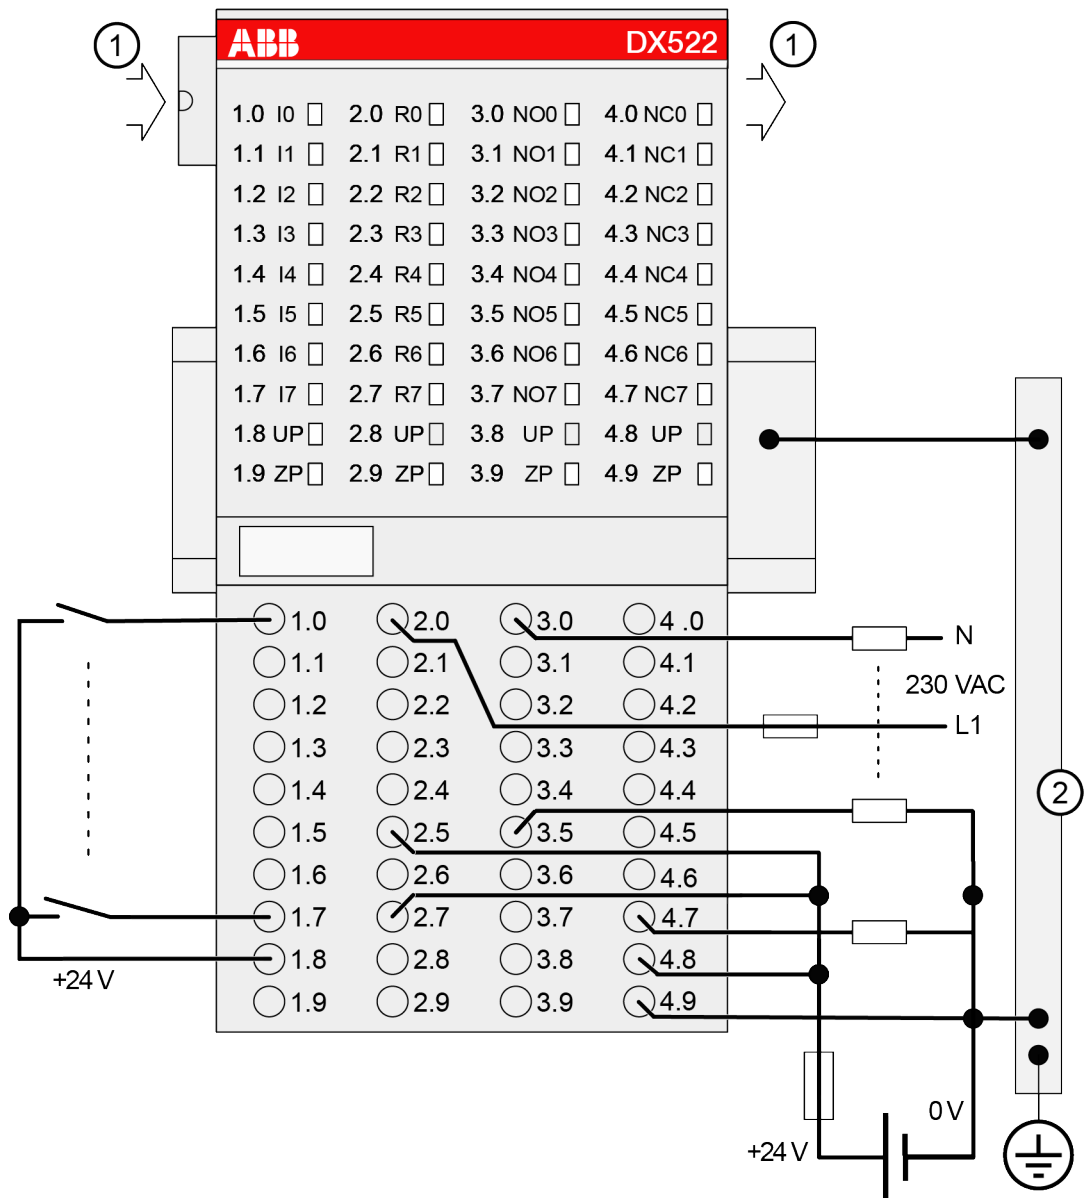 1
1
ABB DX522
1.0 I0 2.0 R0 3.0 NO0 4.0 NC0
1.1 I1 2.1 R1 3.1 NO1 4.1 NC1
1.2 I2 2.2 R2 3.2 NO2 4.2 NC2
1.3 I3 2.3 R3 3.3 NO3 4.3 NC3
1.4 I4 2.4 R4 3.4 NO4 4.4 NC4
1.5 I5 2.5 R5 3.5 NO5 4.5 NC5
1.6 I6 2.6 R6 3.6 NO6 4.6 NC6
1.7 I7 2.7 R7 3.7 NO7 4.7 NC7
1.8 UP 2.8 UP 3.8 UP 4.8 UP
1.9 ZP 2.9 ZP 3.9 ZP 4.9 ZP
1.0 2.0 3.0 4 .0
N
1.1 2.1 3.1 4.1
230 VAC
1.2 2.2 3.2 4.2
L1
1.3 2.3 3.3 4.3
1.4 2.4 3.4 4.4
2
1.5 2.5 3.5 4.5
1.6 2.6 3.6 4.6
1.7 2.7 3.7 4.7
1.8 2.8 3.8 4.8
+24 V
1.9 2.9 3.9 4.9
0 V
+24 V